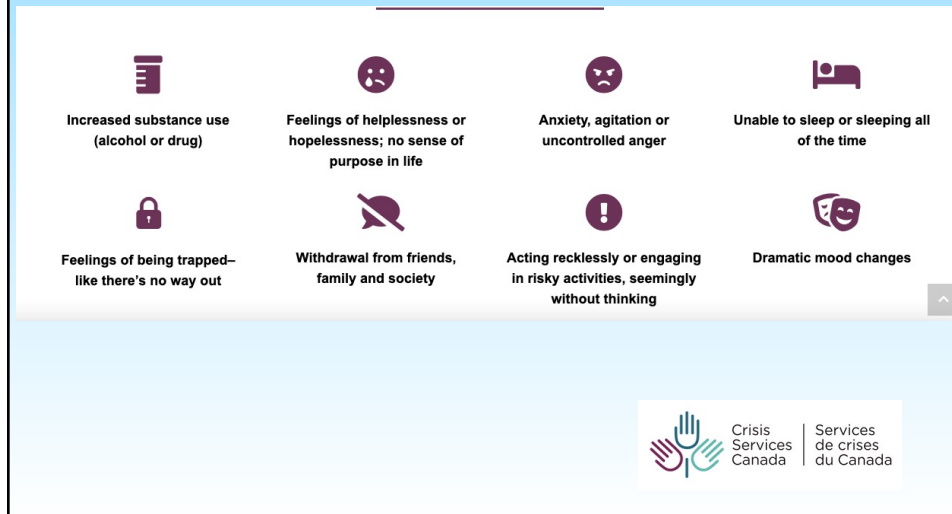 Increased substance use
(alcohol or drug)
Feelings of helplessness or
hopelessness; no sense of
purpose in life
Anxiety, agitation or
uncontrolled anger
Unable to sleep or sleeping all
of the time
Feelings of being trapped–
like there's no way out
Withdrawal from friends,
family and society
Acting recklessly or engaging
in risky activities, seemingly
without thinking
Dramatic mood changes
Crisis
Services
Canada
Services
de crises
du Canada